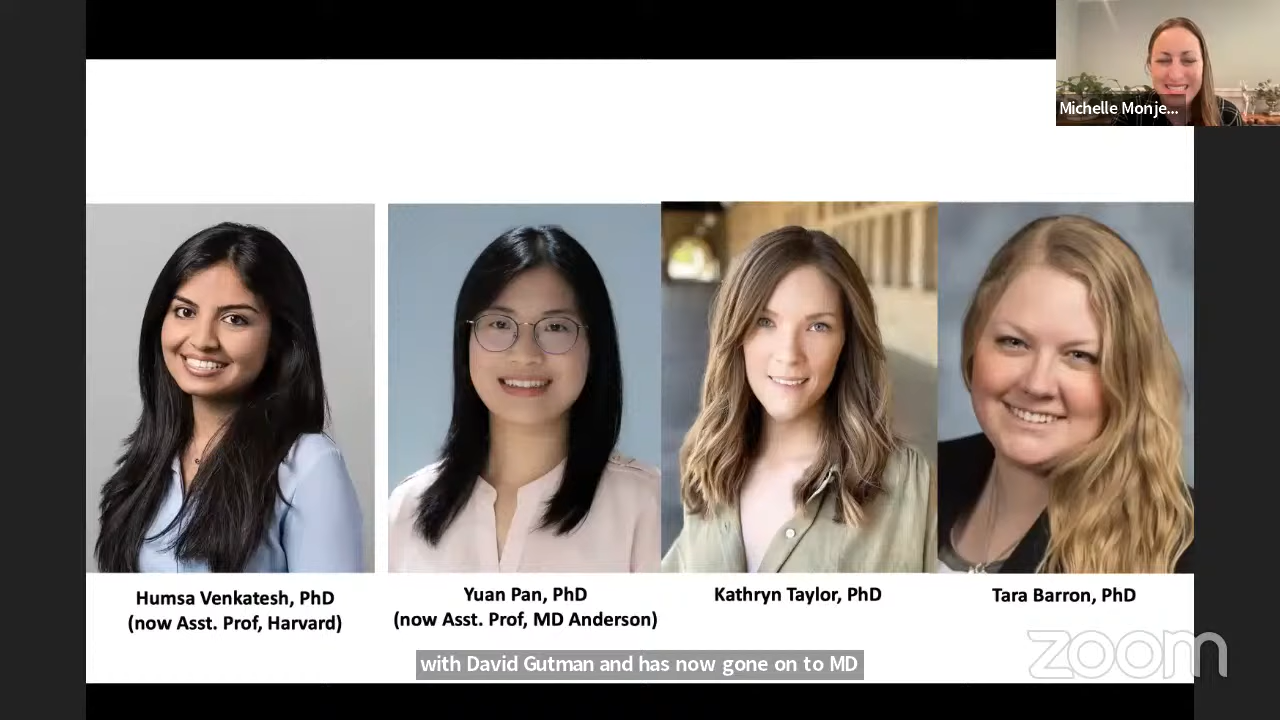 Michelle Monje...
Humsa Venkatesh, PhD
(now Asst. Prof, Harvard)
Yuan Pan, PhD
(now Asst. Prof, MD Anderson)
Kathryn Taylor, PhD
Tara Barron, PhD
with David Gutman and has now gone on to MD
zoom